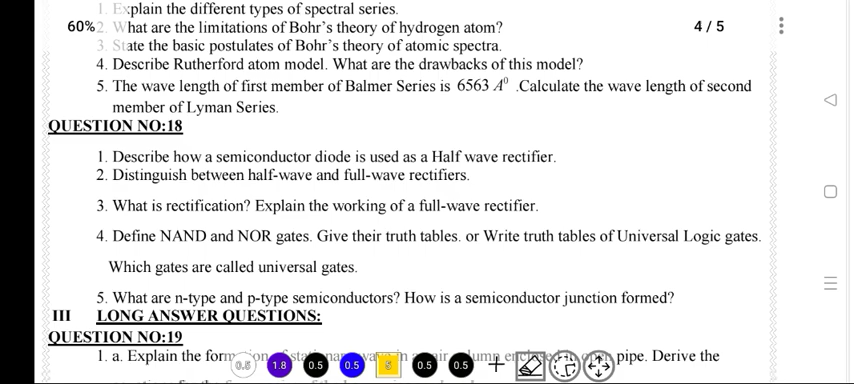 1. Explain the different types of spectral series.
60% 2. What are the limitations of Bohr's theory of hydrogen atom? 4 / 5
3. State the basic postulates of Bohr's theory of atomic spectra.
4. Describe Rutherford atom model. What are the drawbacks of this model?
5. The wave length of first member of Balmer Series is 6563 A⁰ .Calculate the wave length of second
member of Lyman Series.
QUESTION NO:18
1. Describe how a semiconductor diode is used as a Half wave rectifier.
2. Distinguish between half-wave and full-wave rectifiers.
3. What is rectification? Explain the working of a full-wave rectifier.
4. Define NAND and NOR gates. Give their truth tables. or Write truth tables of Universal Logic gates.
Which gates are called universal gates.
5. What are n-type and p-type semiconductors? How is a semiconductor junction formed?
III LONG ANSWER QUESTIONS:
QUESTION NO:19
1. a. Explain the pipe. Derive the
0.5 1.8 0.5 0.5 5 0.5 0.5